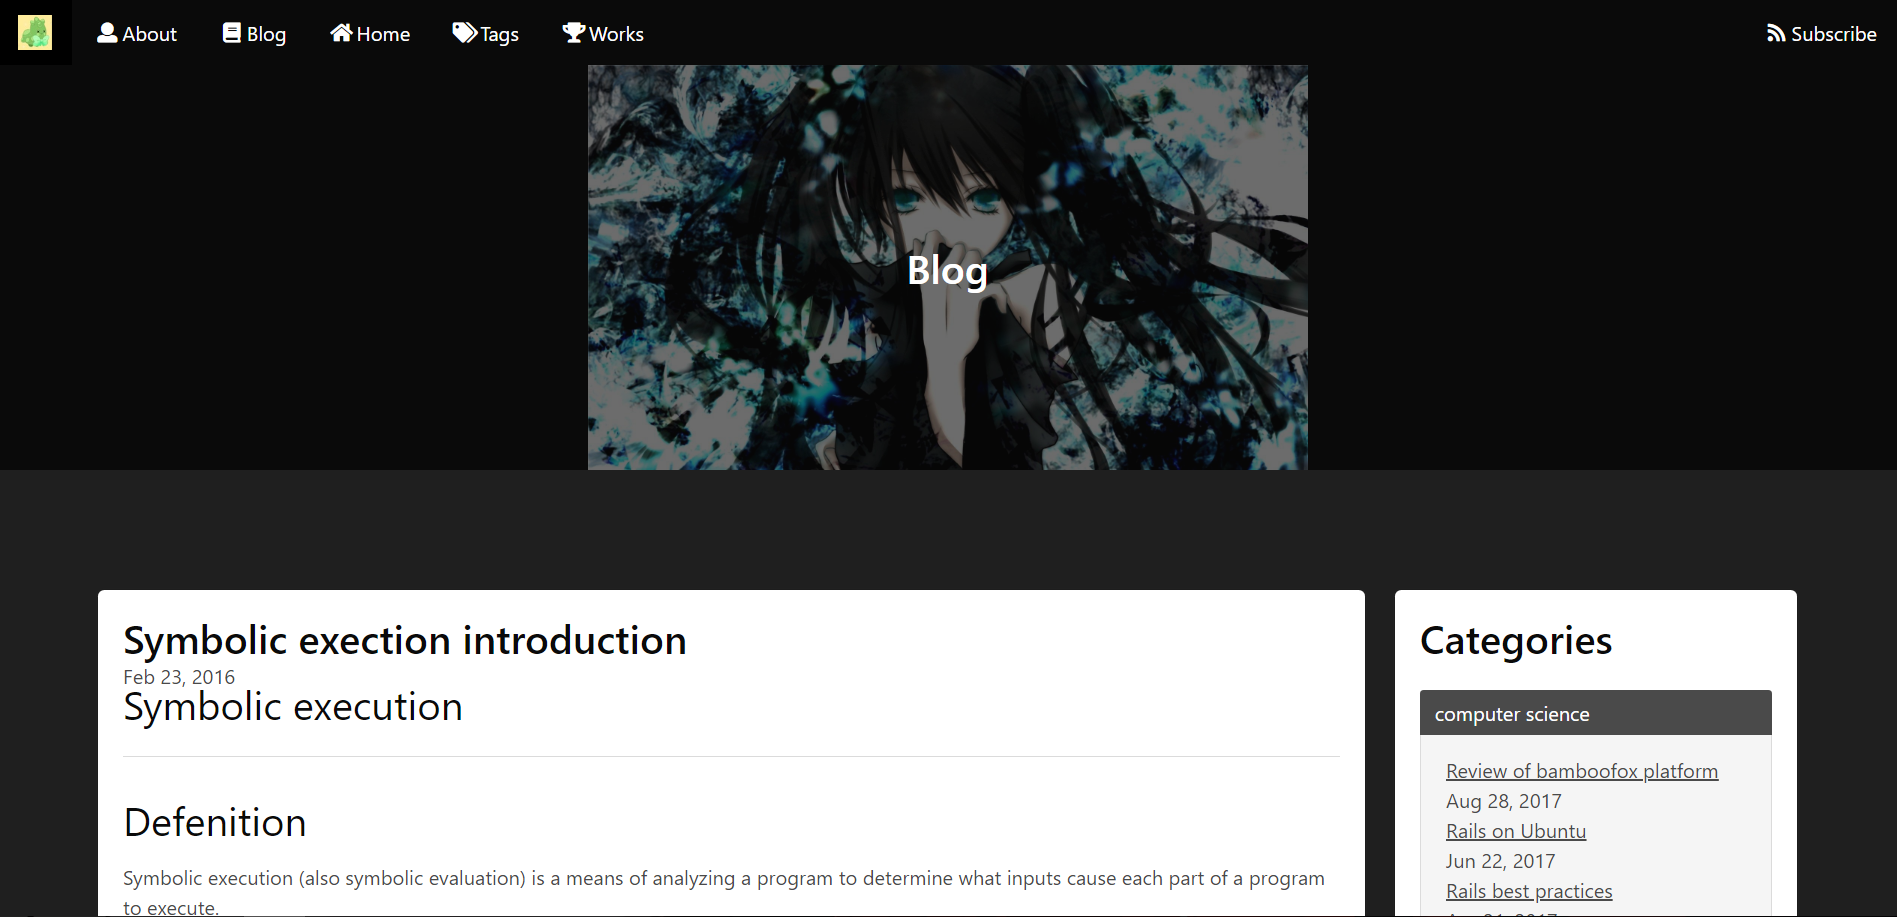 About
Blog
Home
Tags
Works
Subscribe
Blog
Symbolic exection introduction
Feb 23, 2016
Symbolic execution
Defenition
Symbolic execution (also symbolic evaluation) is a means of analyzing a program to determine what inputs cause each part of a program
to execute.
Categories
computer science
Review of bamboofox platform
Aug 28, 2017
Rails on Ubuntu
Jun 22, 2017
Rails best practices